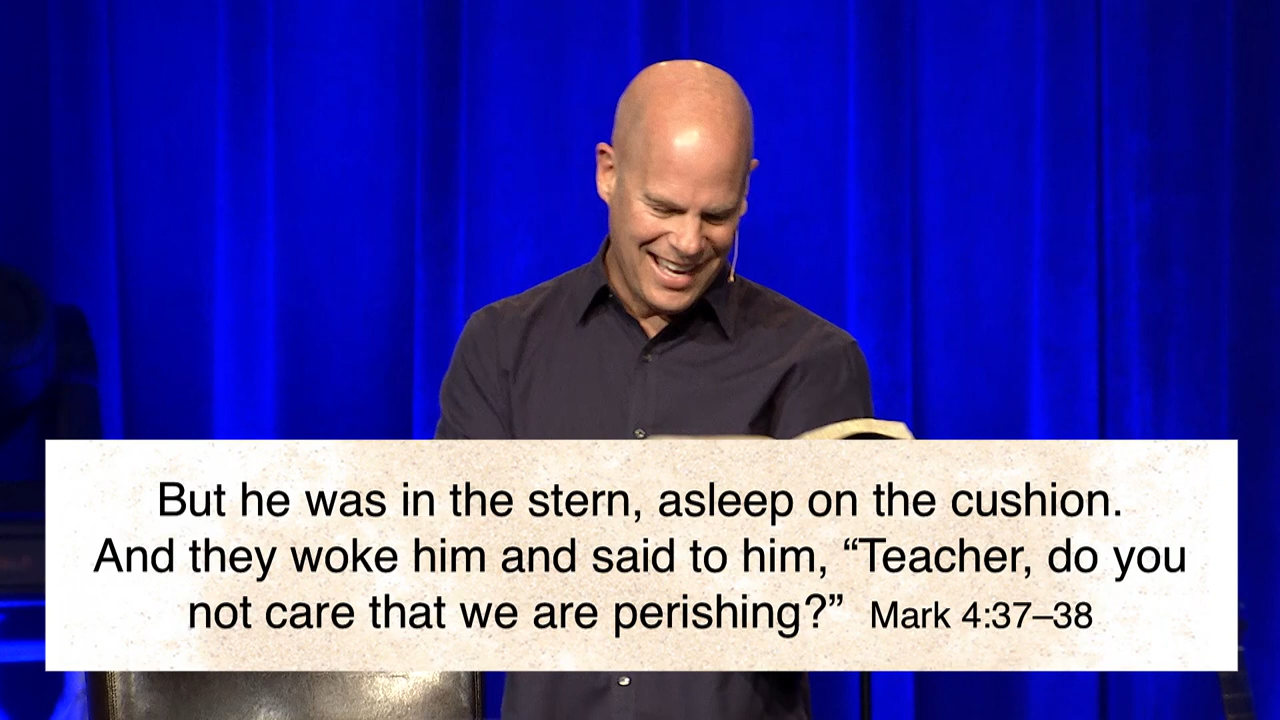 But he was in the stern, asleep on the cushion.
And they woke him and said to him, “Teacher, do you
not care that we are perishing?” Mark 4:37–38